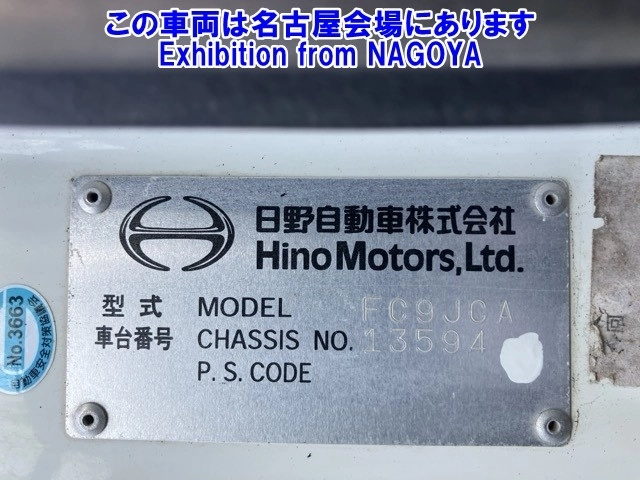 この車両は名古屋会場にあります
Exhibition from NAGOYA
日野自動車株式会社
Hino Motors, Ltd.
型式 MODEL FC9JCA
車台番号 CHASSIS NO. 13594
P.S. CODE
No.3663